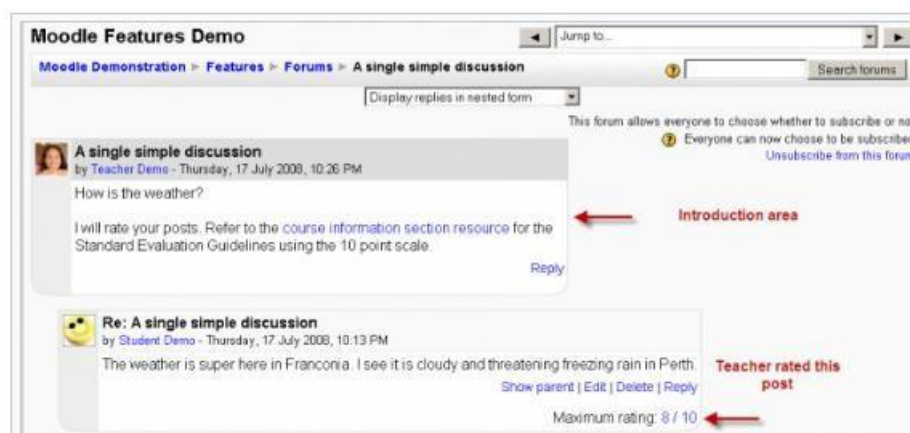 Moodle Features Demo
◄ Jump to... ►
Moodle Demonstration ► Features ► Forums ► A single simple discussion
Search forums
Display replies in nested form
This forum allows everyone to choose whether to subscribe or no
Everyone can now choose to be subscribed
Unsubscribe from this forum
A single simple discussion
by Teacher Demo - Thursday, 17 July 2008, 10:26 PM
How is the weather?
I will rate your posts. Refer to the course information section resource for the
Standard Evaluation Guidelines using the 10 point scale.
Reply
Introduction area
Re: A single simple discussion
by Student Demo - Thursday, 17 July 2008, 10:13 PM
The weather is super here in Franconia. I see it is cloudy and threatening freezing rain in Perth.
Show parent | Edit | Delete | Reply
Maximum rating: 8 / 10
Teacher rated this
post